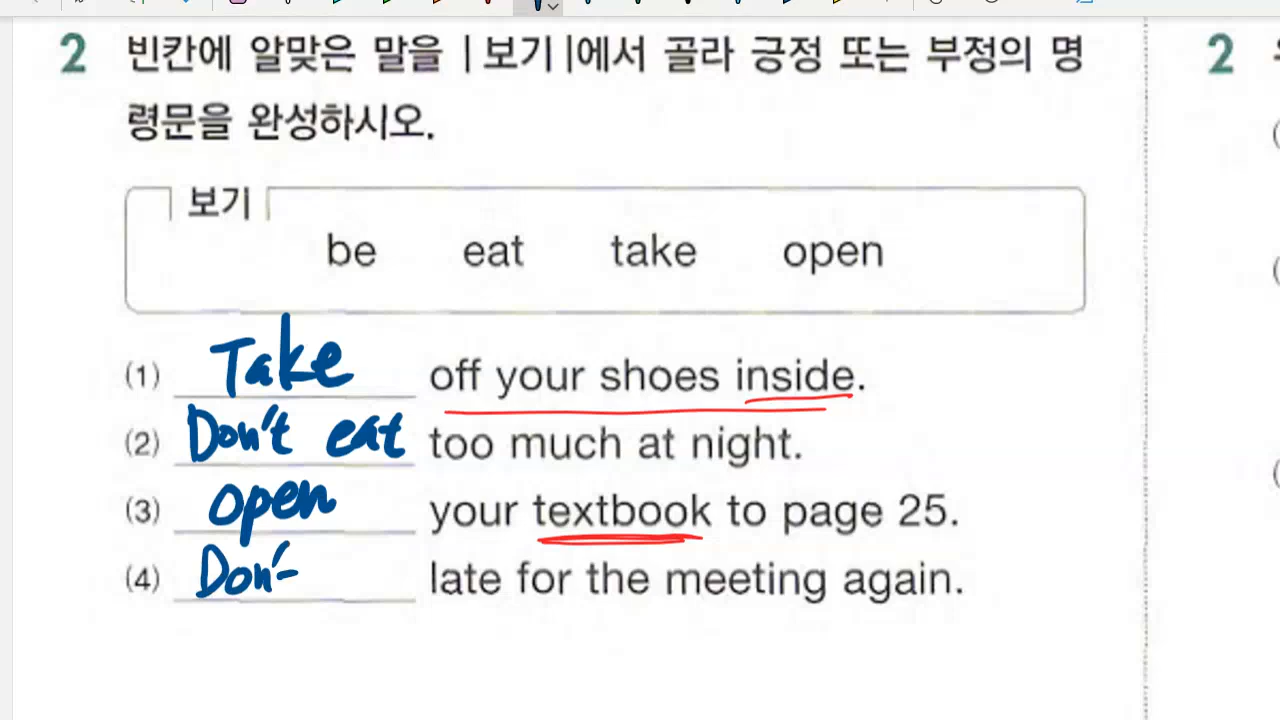 2 빈칸에 알맞은 말을 | 보기 |에서 골라 긍정 또는 부정의 명
령문을 완성하시오.
보기
be eat take open
(1) Take off your shoes inside.
(2) Don't eat too much at night.
(3) open your textbook to page 25.
(4) Don' late for the meeting again.
2